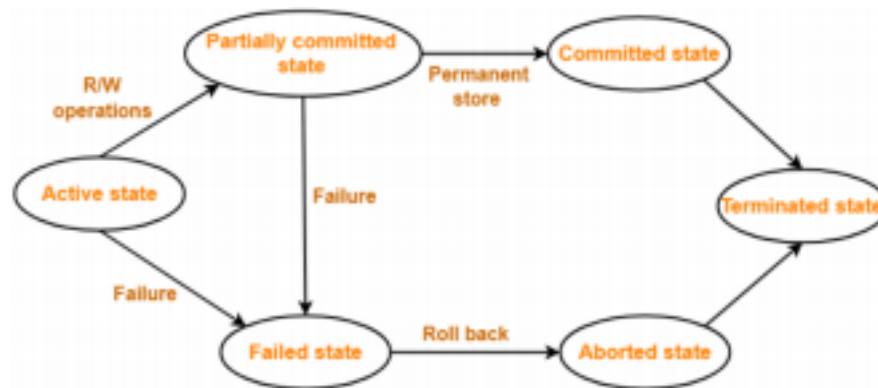 Partially committed
state
Committed state
Permanent
store
R/W
operations
Active state
Failure
Terminated state
Failure
Failed state
Roll back
Aborted state